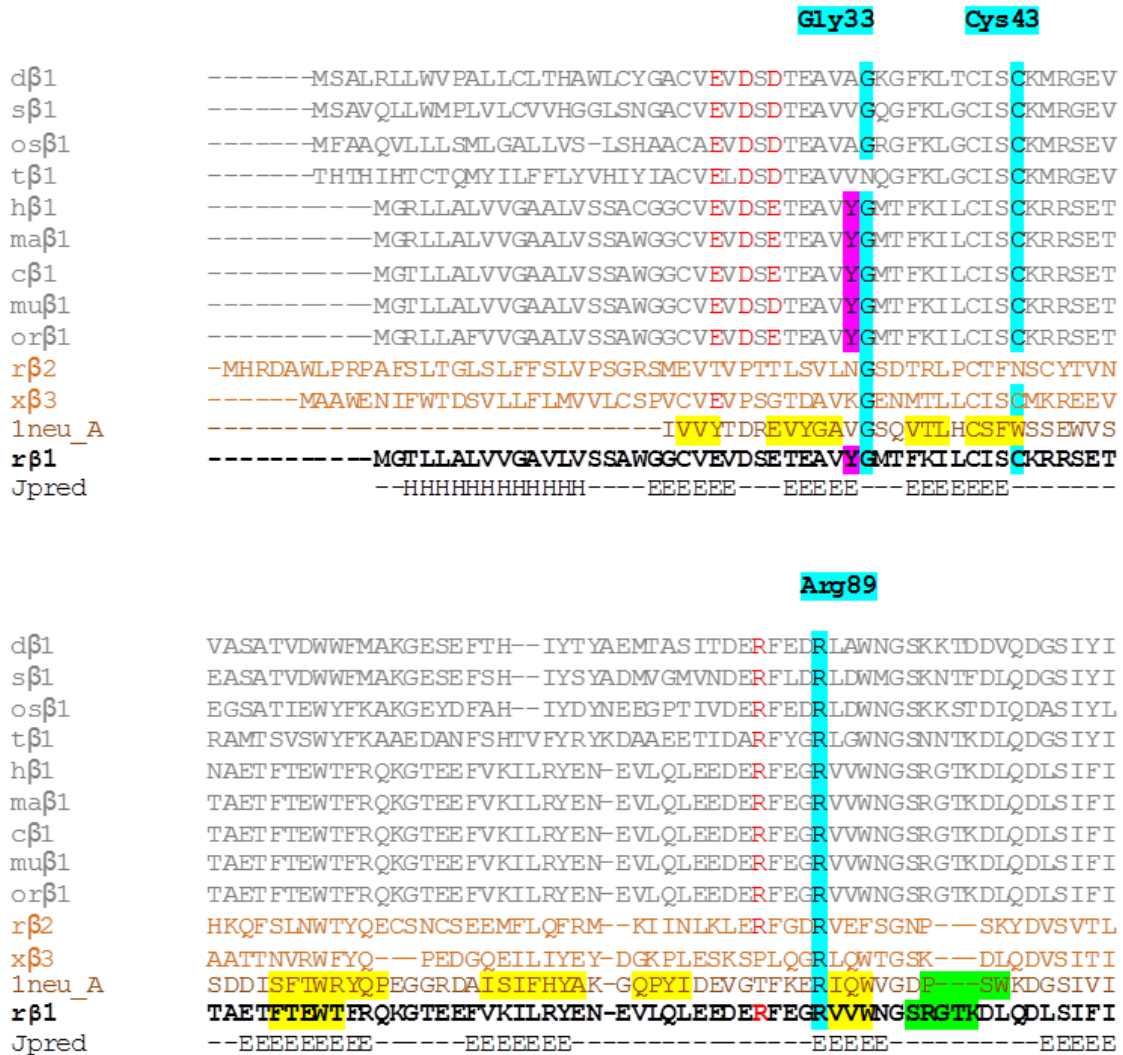 Gly33 Cys43
dβ1 -------MSALRLLWVPALLCLTHAWLCYGACVEVDSDTEAVAGKGFKLTCISCKMRGEV
sβ1 -------MSAVQLLWMPLVLCVVHGGLSNGACVEVDSDTEAVVGQGFKLGCISCKMRGEV
osβ1 -------MFAAQVLLLSMLGALLVS-LSHAACAEVDSDTEAVAGRGFKLGCISCKMRSEV
tβ1 -------THTHIHTCTQMYILFFLYVHIYIACVELDSDTEAVVNQGFKLGCISCKMRGEV
hβ1 -----------MGRLLALVVGAALVSSACGGCVEVDSETEAVYGMTFKILCISCKRRSET
maβ1 -----------MGRLLALVVGAALVSSAWGGCVEVDSETEAVYGMTFKILCISCKRRSET
cβ1 -----------MGTLLALVVGAALVSSAWGGCVEVDSETEAVYGMTFKILCISCKRRSET
muβ1 -----------MGTLLALVVGAALVSSAWGGCVEVDSETEAVYGMTFKILCISCKRRSET
orβ1 -----------MGRLLAFVVGAALVSSAWGGCVEVDSETEAVYGMTFKILCISCKRRSET
rβ2 -MHRDAWLPRPAFSLTGLSLFFSLVPSGRSMEVTVPTTLSVLNGSDTRLPCTFNSCYTVN
xβ3 ------MAAWENIFWTDSVLLFLMVVLCSPVCVEVPSGTDAVKGENMTLLCISCMKREEV
1neu_A ------------------------------IVVYTDREVYGAVGSQVTLHCSFWSSEWVS
rβ1 -----------MGTLLALVVGAVLVSSAWGGCVEVDSETEAVYGMTFKILCISCKRRSET
Jpred --HHHHHHHHHHHH----EEEEEE---EEEEE---EEEEEEE-------
Arg89
dβ1 VASATVDWWFMAKGESEFTH--IYTYAEMTASITDERFEDRLAWNGSKKTDDVQDGSIYI
sβ1 EASATVDWWFMAKGESEFSH--IYSYADMVGMVNDERFLDRLDWMGSKNTFDLQDGSIYI
osβ1 EGSATIEWYFKAKGEYDFAH--IYDYNEEGPTIVDERFEDRLDWNGSKKSTDIQDASIYL
tβ1 RAMTSVSWYFKAAEDANFSHTVFYRYKDAAEETIDARFYGRLGWNGSNNTKDLQDGSIYI
hβ1 NAETFTEWTFRQKGTEEFVKILRYEN-EVLQLEEDERFEGRVVWNGSRGTKDLQDLSIFI
maβ1 TAETFTEWTFRQKGTEEFVKILRYEN-EVLQLEEDERFEGRVVWNGSRGTKDLQDLSIFI
cβ1 TAETFTEWTFRQKGTEEFVKILRYEN-EVLQLEEDERFEGRVVWNGSRGTKDLQDLSIFI
muβ1 TAETFTEWTFRQKGTEEFVKILRYEN-EVLQLEEDERFEGRVVWNGSRGTKDLQDLSIFI
orβ1 TAETFTEWTFRQKGTEEFVKILRYEN-EVLQLEEDERFEGRVVWNGSRGTKDLQDLSIFI
rβ2 HKQFSLNWTYQECSNCSEEMFLQFRM--KIINLKLERFGDRVEFSGNP---SKYDVSVTL
xβ3 AATTNVRWFYQ---PEDGQEILIYEY-DGKPLESKSPLQGRLQWTGSK---DLQDVSITI
1neu_A SDDISFTWRYQPEGGRDAISIFHYAK-GQPYIDEVGTFKERIQWVGDP---SWKDGSIVI
rβ1 TAETFTEWTFRQKGTEEFVKILRYEN-EVLQLEEDERFEGRVVWNGSRGTKDLQDLSIFI
Jpred --EEEEEEEEE------EEEEEEE----------------EEEEE----------EEEEE